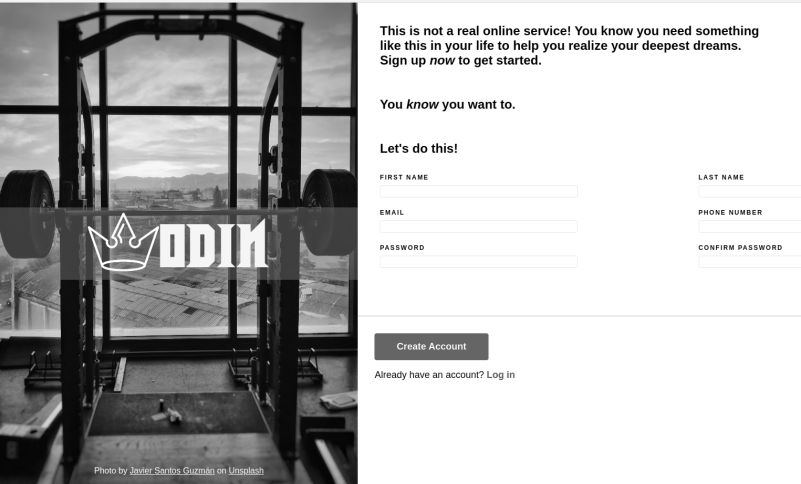 This is not a real online service! You know you need something
like this in your life to help you realize your deepest dreams.
Sign up now to get started.
You know you want to.
Let's do this!
FIRST NAME
LAST NAME
EMAIL
PHONE NUMBER
PASSWORD
CONFIRM PASSWORD
ODIN
Create Account
Already have an account? Log in
Photo by Javier Santos Guzmán on Unsplash